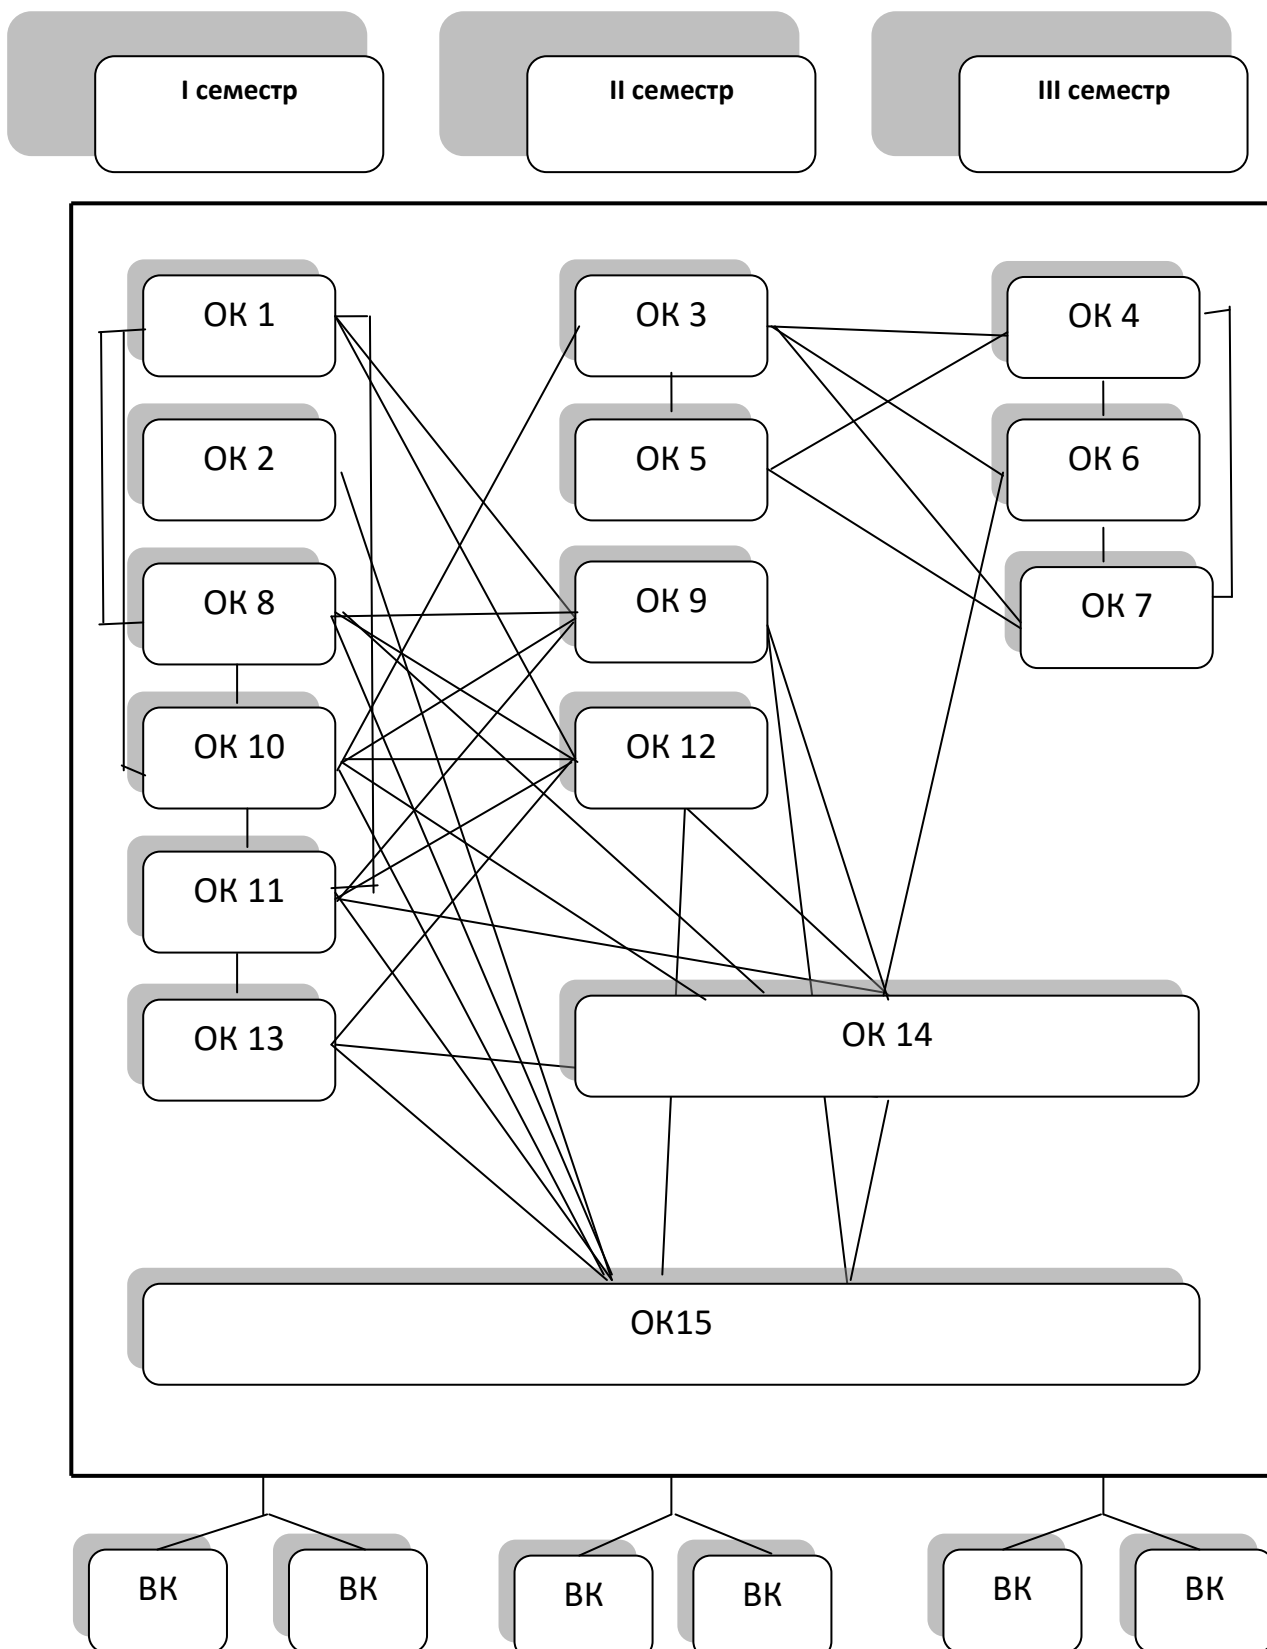 І семестр
ІІ семестр
ІІІ семестр
ОК 1
ОК 3
ОК 4
ОК 2
ОК 5
ОК 6
ОК 8
ОК 9
ОК 7
ОК 10
ОК 12
ОК 11
ОК 13
ОК 14
ОК15
ВК
ВК
ВК
ВК
ВК
ВК